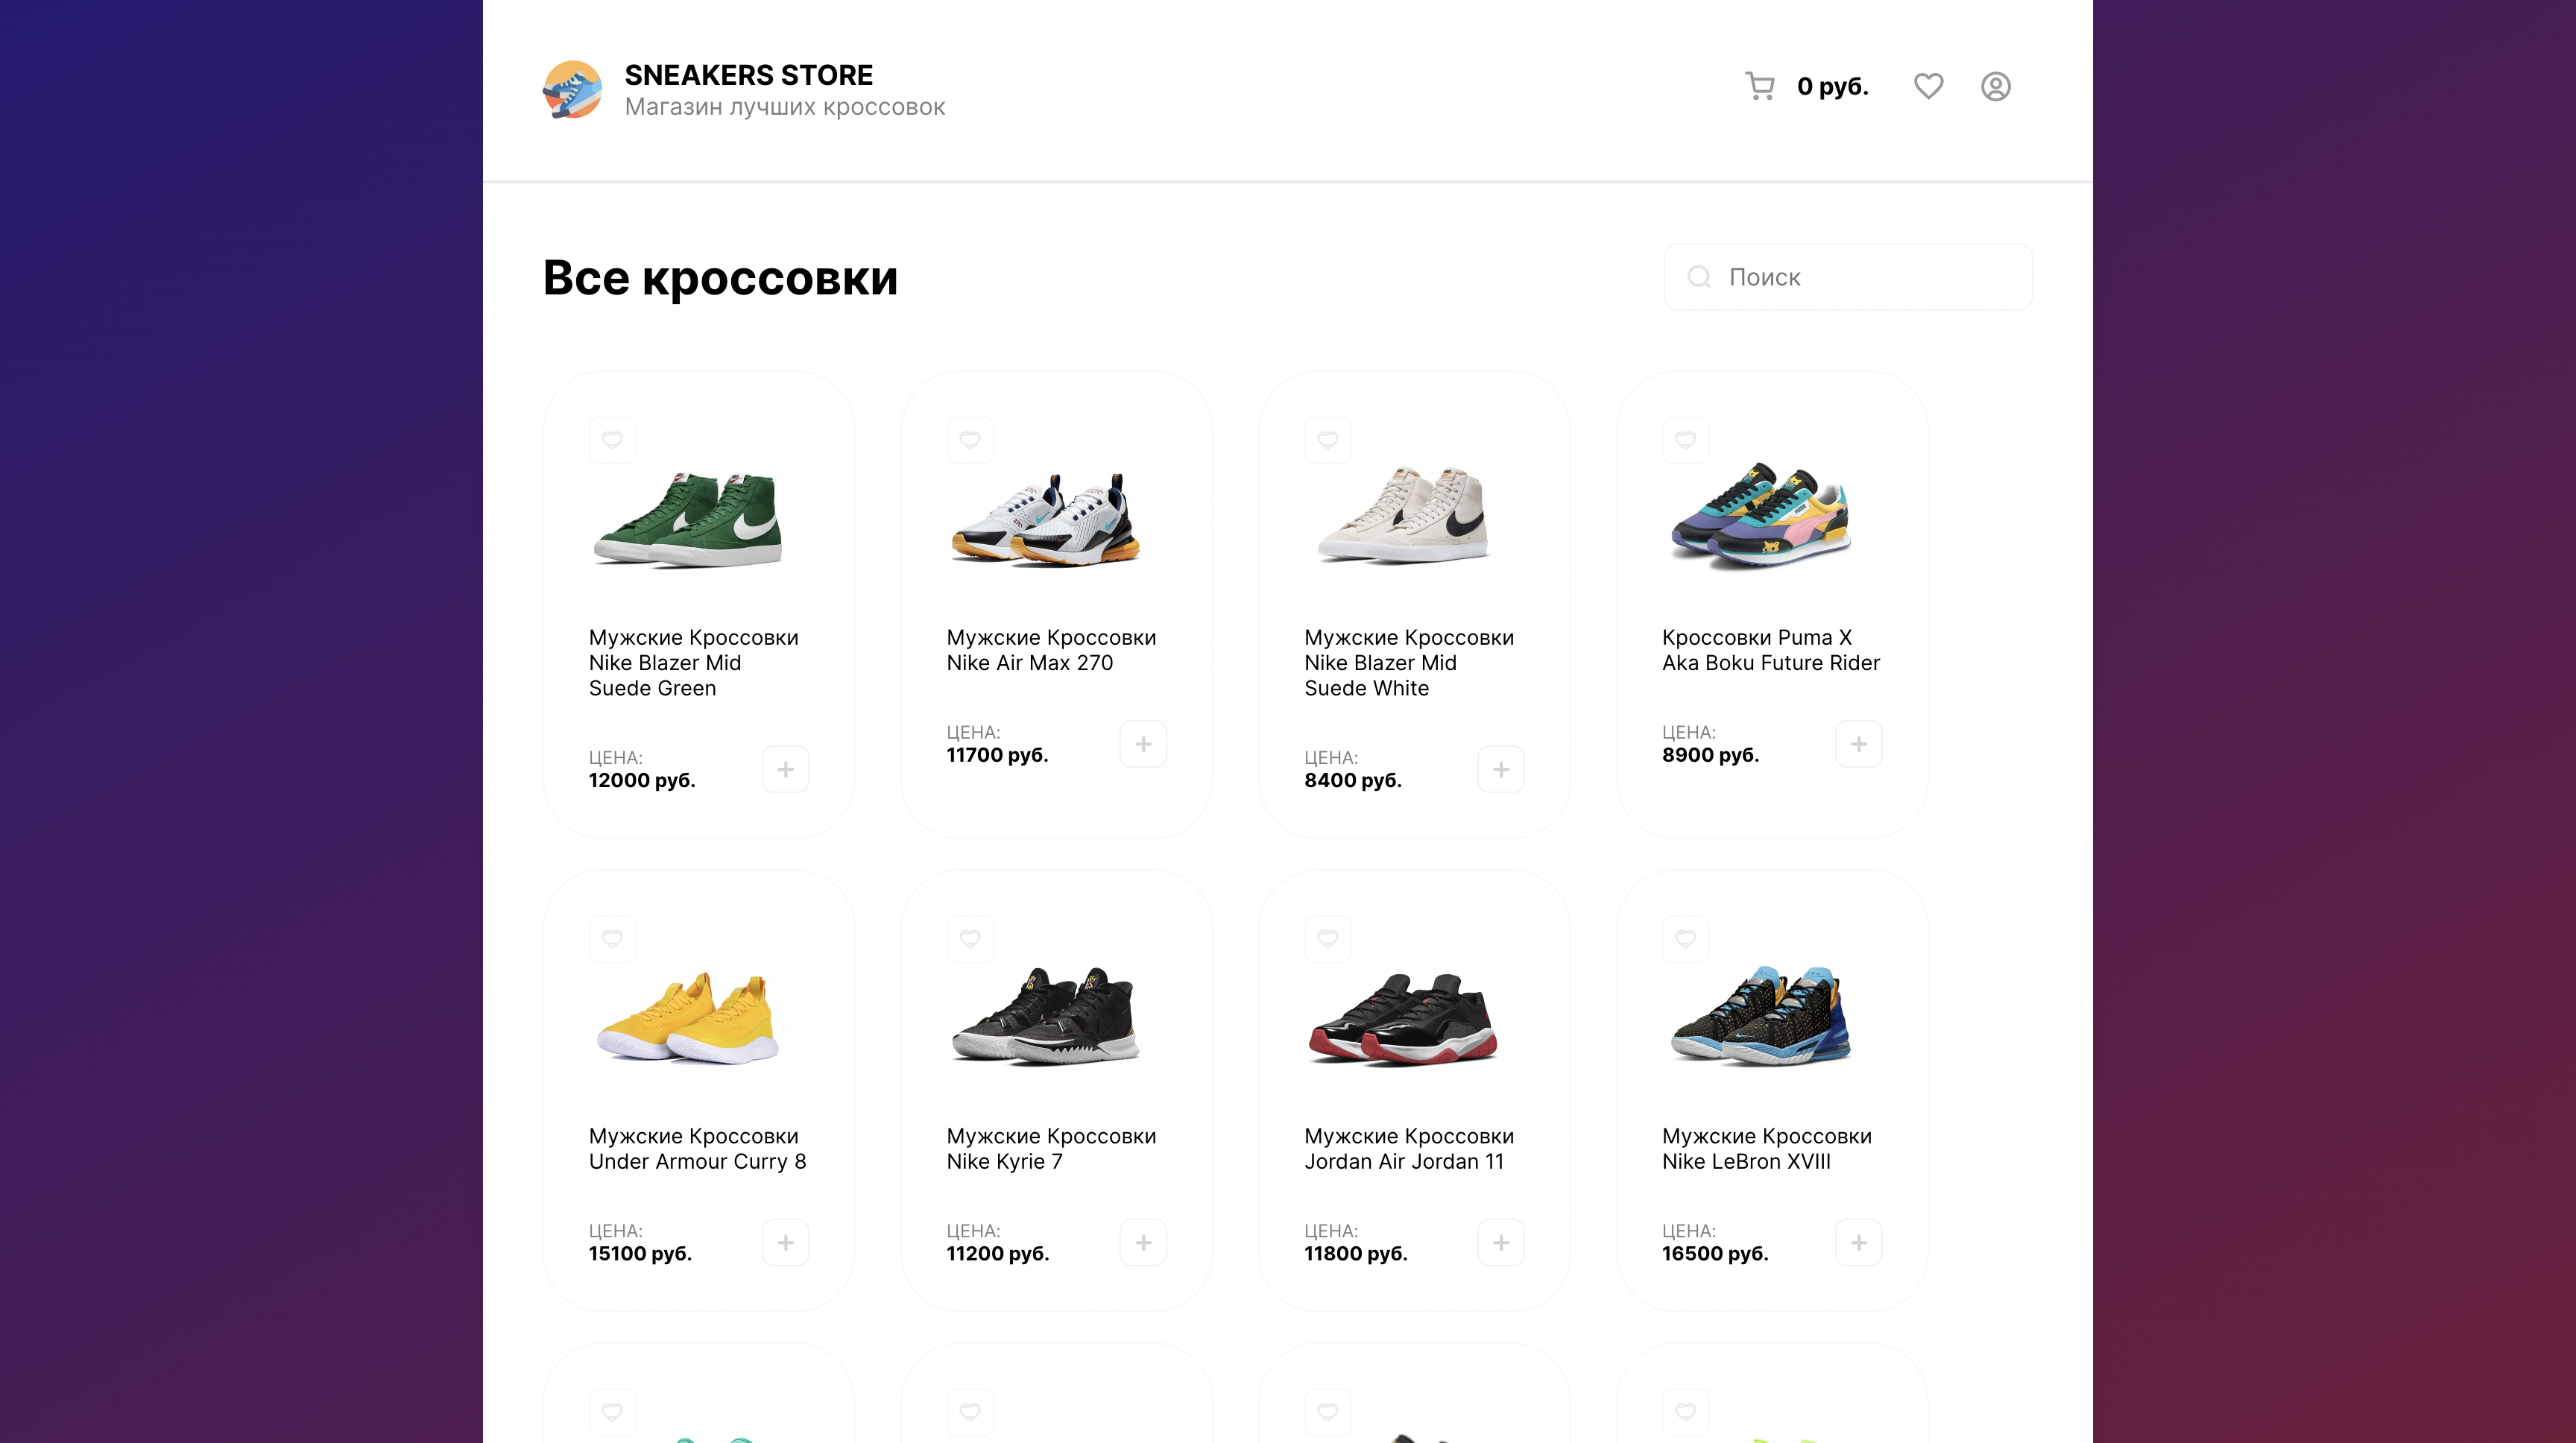 SNEAKERS STORE
Магазин лучших кроссовок
0 руб.
Все кроссовки
Поиск
Мужские Кроссовки
Nike Blazer Mid
Suede Green
ЦЕНА:
12000 руб.
Мужские Кроссовки
Nike Air Max 270
ЦЕНА:
11700 руб.
Мужские Кроссовки
Nike Blazer Mid
Suede White
ЦЕНА:
8400 руб.
Кроссовки Puma X
Aka Boku Future Rider
ЦЕНА:
8900 руб.
Мужские Кроссовки
Under Armour Curry 8
ЦЕНА:
15100 руб.
Мужские Кроссовки
Nike Kyrie 7
ЦЕНА:
11200 руб.
Мужские Кроссовки
Jordan Air Jordan 11
ЦЕНА:
11800 руб.
Мужские Кроссовки
Nike LeBron XVIII
ЦЕНА:
16500 руб.